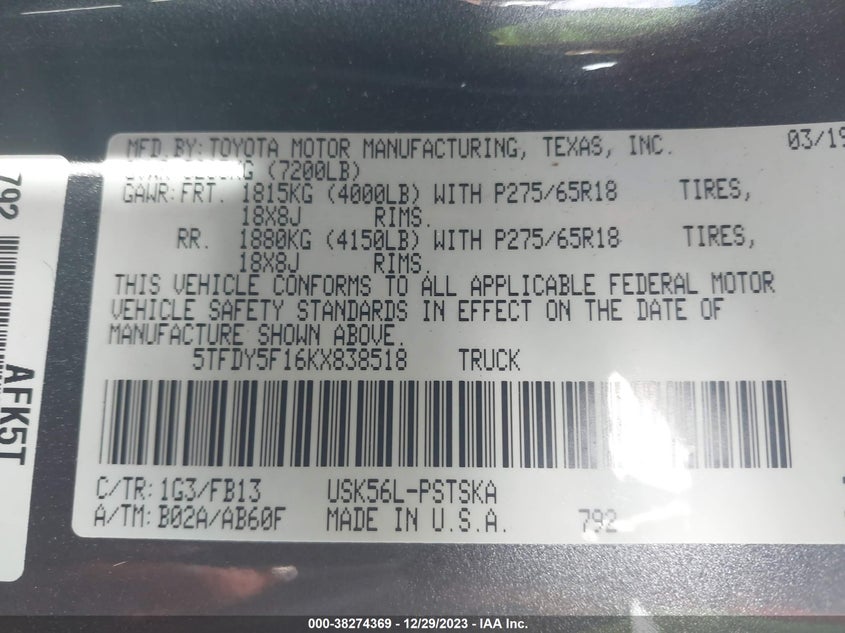 MFD.BY:TOYOTA MOTOR MANUFACTURING, TEXAS, INC. 03/19
(7200LB)
GAWR:FRT. 1815KG (4000LB) WITH P275/65R18 TIRES,
18X8J RIMS.
RR. 1880KG (4150LB) WITH P275/65R18 TIRES,
18X8J RIMS.
THIS VEHICLE CONFORMS TO ALL APPLICABLE FEDERAL MOTOR
VEHICLE SAFETY STANDARDS IN EFFECT ON THE DATE OF
MANUFACTURE SHOWN ABOVE.
5TFDY5F16KX838518 TRUCK
C/TR:1G3/FB13 USK56L-PSTSKA
A/TM:B02A/AB60F MADE IN U.S.A. 792
792
AFK5T
000-38274369 - 12/29/2023 - IAA Inc.